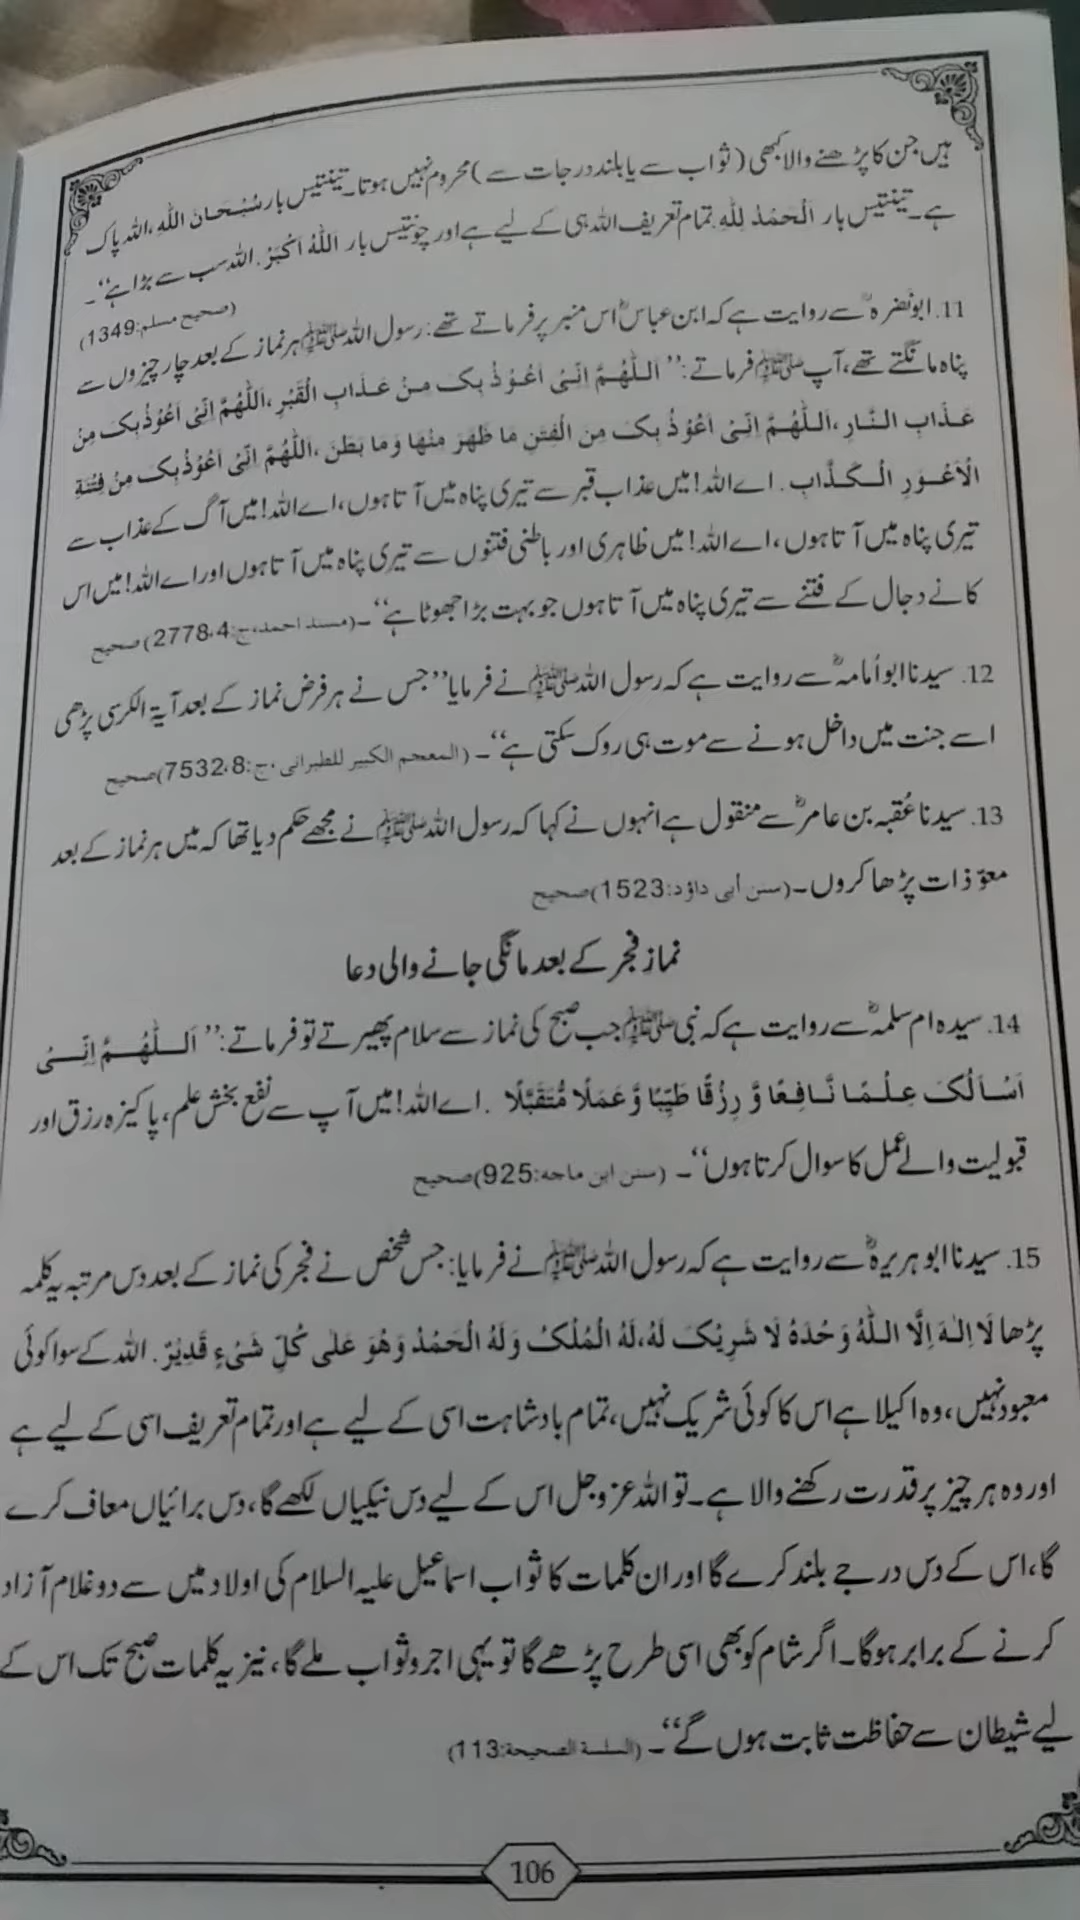 ہیں جن کا پڑھنے والا کبھی (ثواب سے یا بلند درجات سے) محروم نہیں ہوتا۔ تینتیس بار سُبْحَانَ اللّٰهِ، اللہ پاک
ہے۔ تینتیس بار اَلْحَمْدُ لِلّٰهِ تمام تعریف اللہ ہی کے لیے ہے اور چونتیس بار اَللّٰهُ اَکْبَرُ. اللہ سب سے بڑا ہے‘‘۔
(صحیح مسلم:1349)
11. ابونضرہؒ سے روایت ہے کہ ابن عباسؓ اس منبر پر فرماتے تھے: رسول اللہ ﷺ ہر نماز کے بعد چار چیزوں سے
پناہ مانگتے تھے، آپ ﷺ فرماتے: ’’اَللّٰهُمَّ اِنِّیْ اَعُوْذُ بِکَ مِنْ عَذَابِ الْقَبْرِ، اَللّٰهُمَّ اِنِّیْ اَعُوْذُ بِکَ مِنْ
عَذَابِ النَّارِ، اَللّٰهُمَّ اِنِّیْ اَعُوْذُ بِکَ مِنَ الْفِتَنِ مَا ظَهَرَ مِنْهَا وَمَا بَطَنَ، اَللّٰهُمَّ اِنِّیْ اَعُوْذُ بِکَ مِنْ فِتْنَةِ
الْاَعْوَرِ الْکَذَّابِ. اے اللہ! میں عذاب قبر سے تیری پناہ میں آتا ہوں، اے اللہ! میں آگ کے عذاب سے
تیری پناہ میں آتا ہوں، اے اللہ! میں ظاہری اور باطنی فتنوں سے تیری پناہ میں آتا ہوں اور اے اللہ! میں اس
کانے دجال کے فتنے سے تیری پناہ میں آتا ہوں جو بہت بڑا جھوٹا ہے‘‘۔ (مسند احمد، ج:4، 2778) صحیح
12. سیدنا ابو اُمامہؓ سے روایت ہے کہ رسول اللہ ﷺ نے فرمایا ’’جس نے ہر فرض نماز کے بعد آیۃ الکرسی پڑھی
اسے جنت میں داخل ہونے سے موت ہی روک سکتی ہے‘‘۔ (المعجم الکبیر للطبرانی، ج:8، 7532) صحیح
13. سیدنا عُقبہ بن عامرؓ سے منقول ہے انہوں نے کہا کہ رسول اللہ ﷺ نے مجھے حکم دیا تھا کہ میں ہر نماز کے بعد
معوّذات پڑھا کروں۔ (سنن أبی داؤد:1523) صحیح
نماز فجر کے بعد مانگی جانے والی دعا
14. سیدہ ام سلمہؓ سے روایت ہے کہ نبی ﷺ جب صبح کی نماز سے سلام پھیرتے تو فرماتے: ’’اَللّٰهُمَّ اِنِّیْ
اَسْاَلُکَ عِلْمًا نَّافِعًا وَّ رِزْقًا طَیِّبًا وَّ عَمَلًا مُّتَقَبَّلًا. اے اللہ! میں آپ سے نفع بخش علم، پاکیزہ رزق اور
قبولیت والے عمل کا سوال کرتا ہوں‘‘۔ (سنن ابن ماجه:925) صحیح
15. سیدنا ابو ہریرہؓ سے روایت ہے کہ رسول اللہ ﷺ نے فرمایا: جس شخص نے فجر کی نماز کے بعد دس مرتبہ یہ کلمہ
پڑھا لَا اِلٰهَ اِلَّا اللّٰهُ وَحْدَهُ لَا شَرِیْکَ لَهُ، لَهُ الْمُلْکُ وَلَهُ الْحَمْدُ وَهُوَ عَلٰی کُلِّ شَیْءٍ قَدِیْرٌ. اللہ کے سوا کوئی
معبود نہیں، وہ اکیلا ہے اس کا کوئی شریک نہیں، تمام بادشاہت اسی کے لیے ہے اور تمام تعریف اسی کے لیے ہے
اور وہ ہر چیز پر قدرت رکھنے والا ہے۔ تو اللہ عزوجل اس کے لیے دس نیکیاں لکھے گا، دس برائیاں معاف کرے
گا، اس کے دس درجے بلند کرے گا اور ان کلمات کا ثواب اسماعیل علیہ السلام کی اولاد میں سے دو غلام آزاد
کرنے کے برابر ہوگا۔ اگر شام کو بھی اسی طرح پڑھے گا تو یہی اجر و ثواب ملے گا، نیز یہ کلمات صبح تک اس کے
لیے شیطان سے حفاظت ثابت ہوں گے‘‘۔ (السلسة الصحیحة:113)
106